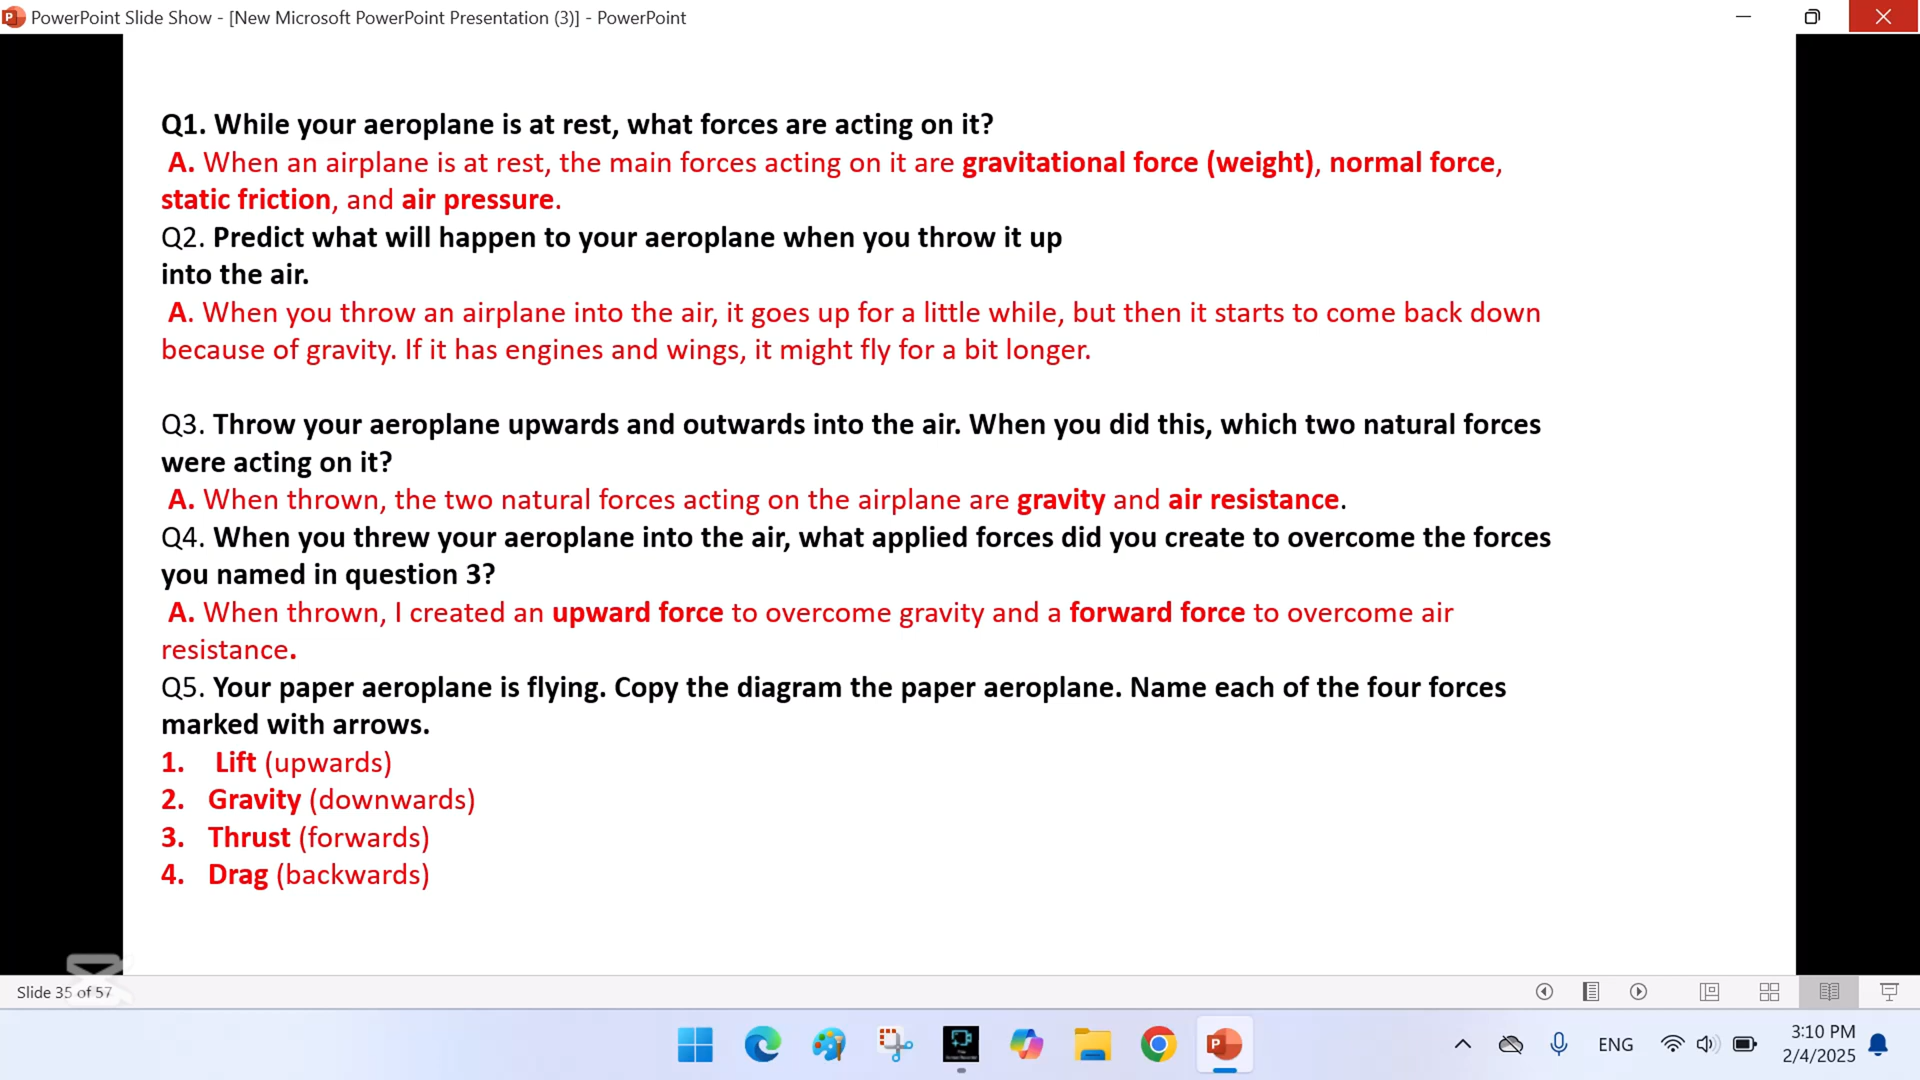 PowerPoint Slide Show - [New Microsoft PowerPoint Presentation (3)] - PowerPoint
Q1. While your aeroplane is at rest, what forces are acting on it?
A. When an airplane is at rest, the main forces acting on it are gravitational force (weight), normal force,
static friction, and air pressure.
Q2. Predict what will happen to your aeroplane when you throw it up
into the air.
A. When you throw an airplane into the air, it goes up for a little while, but then it starts to come back down
because of gravity. If it has engines and wings, it might fly for a bit longer.
Q3. Throw your aeroplane upwards and outwards into the air. When you did this, which two natural forces
were acting on it?
A. When thrown, the two natural forces acting on the airplane are gravity and air resistance.
Q4. When you threw your aeroplane into the air, what applied forces did you create to overcome the forces
you named in question 3?
A. When thrown, I created an upward force to overcome gravity and a forward force to overcome air
resistance.
Q5. Your paper aeroplane is flying. Copy the diagram the paper aeroplane. Name each of the four forces
marked with arrows.
1. Lift (upwards)
2. Gravity (downwards)
3. Thrust (forwards)
4. Drag (backwards)
Slide 35 of 57
ENG
3:10 PM
2/4/2025